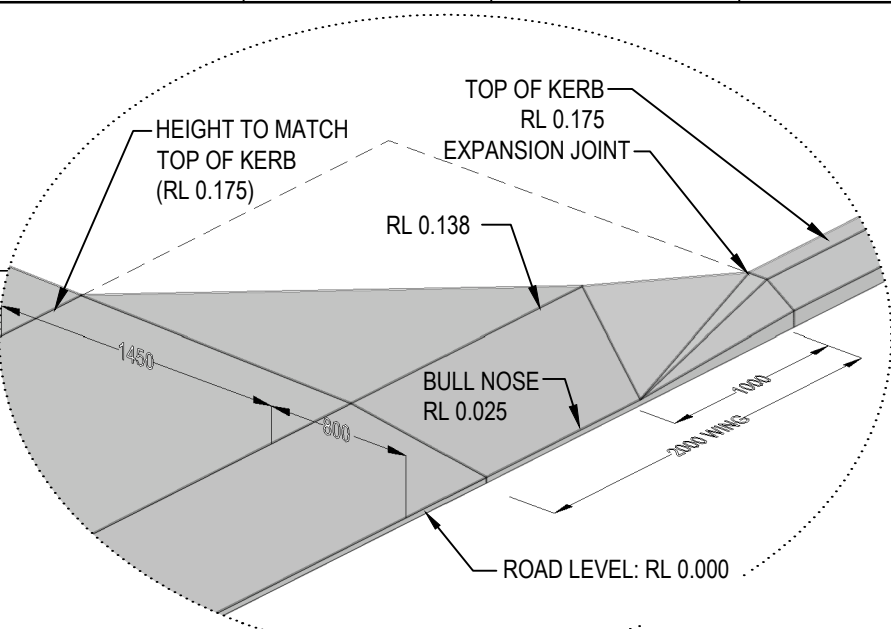 TOP OF KERB
RL 0.175
EXPANSION JOINT
HEIGHT TO MATCH
TOP OF KERB
(RL 0.175)
RL 0.138
1450
800
BULL NOSE
RL 0.025
1000
2000 WING
ROAD LEVEL: RL 0.000